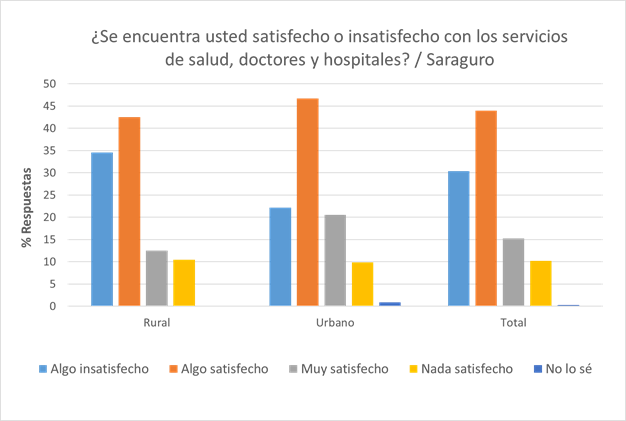 ¿Se encuentra usted satisfecho o insatisfecho con los servicios
de salud, doctores y hospitales? / Saraguro
% Respuestas
50
45
40
35
30
25
20
15
10
5
0
Rural Urbano Total
Algo insatisfecho Algo satisfecho Muy satisfecho Nada satisfecho No lo sé